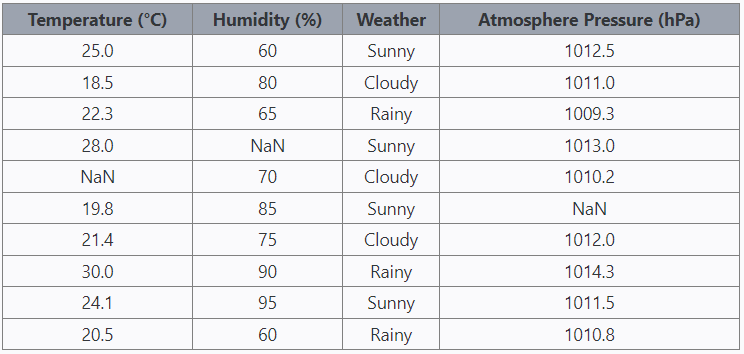 Temperature (°C) Humidity (%) Weather Atmosphere Pressure (hPa)
25.0 60 Sunny 1012.5
18.5 80 Cloudy 1011.0
22.3 65 Rainy 1009.3
28.0 NaN Sunny 1013.0
NaN 70 Cloudy 1010.2
19.8 85 Sunny NaN
21.4 75 Cloudy 1012.0
30.0 90 Rainy 1014.3
24.1 95 Sunny 1011.5
20.5 60 Rainy 1010.8